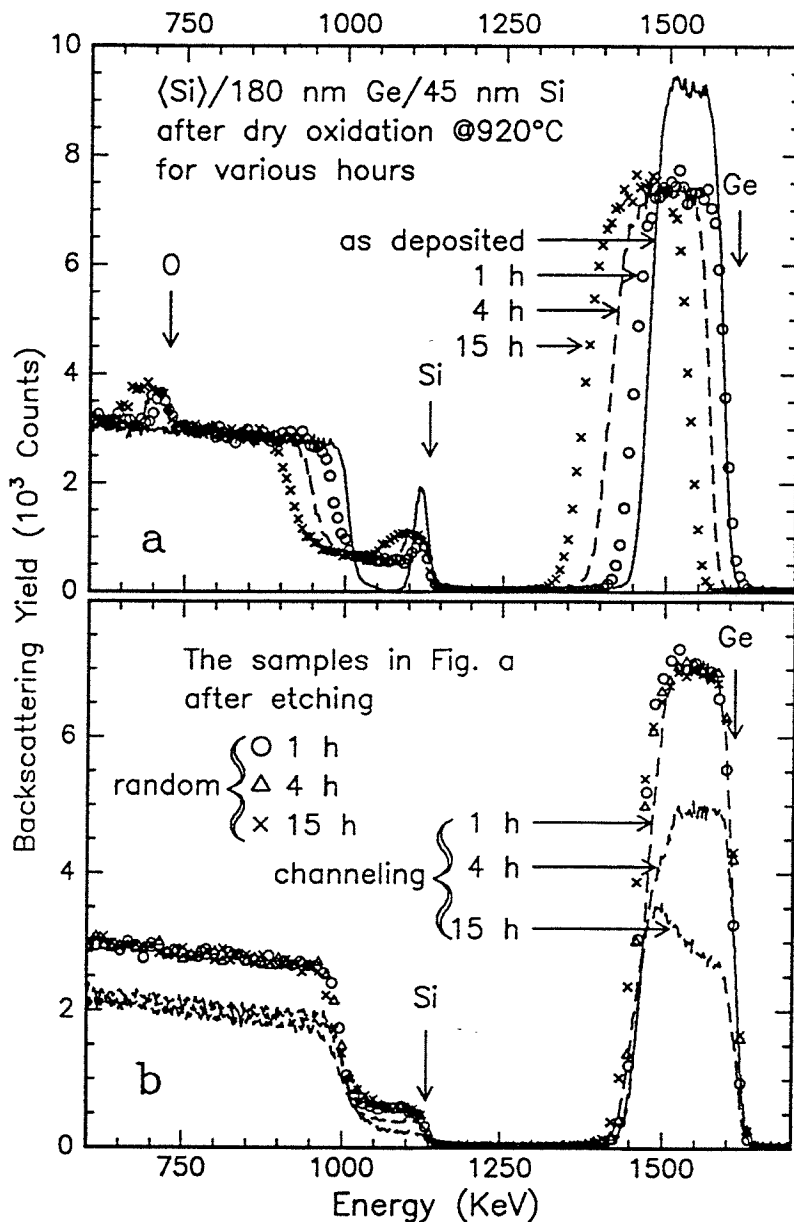 750 1000 1250 1500
10
8
6
4
2
0
⟨Si⟩/180 nm Ge/45 nm Si
after dry oxidation @920°C
for various hours
Ge
as deposited
1 h
4 h
15 h
O
Si
a
6
4
2
0
The samples in Fig. a
after etching
random
1 h
4 h
15 h
channeling
1 h
4 h
15 h
Ge
Si
b
Backscattering Yield (10³ Counts)
750 1000 1250 1500
Energy (KeV)